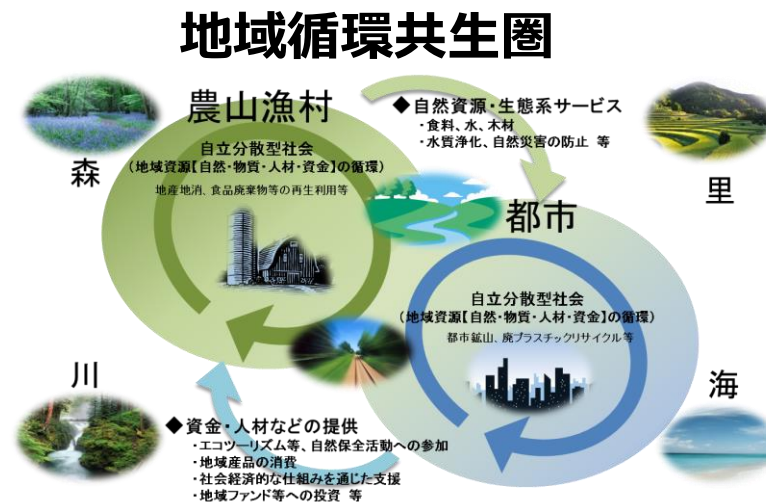 地域循環共生圏
農山漁村
自立分散型社会
(地域資源【自然・物質・人材・資金】の循環)
地産地消、食品廃棄物等の再生利用等
◆自然資源・生態系サービス
・食料、水、木材
・水質浄化、自然災害の防止 等
森
里
都市
自立分散型社会
(地域資源【自然・物質・人材・資金】の循環)
都市鉱山、廃プラスチックリサイクル等
川
海
◆資金・人材などの提供
・エコツーリズム等、自然保全活動への参加
・地域産品の消費
・社会経済的な仕組みを通じた支援
・地域ファンド等への投資 等